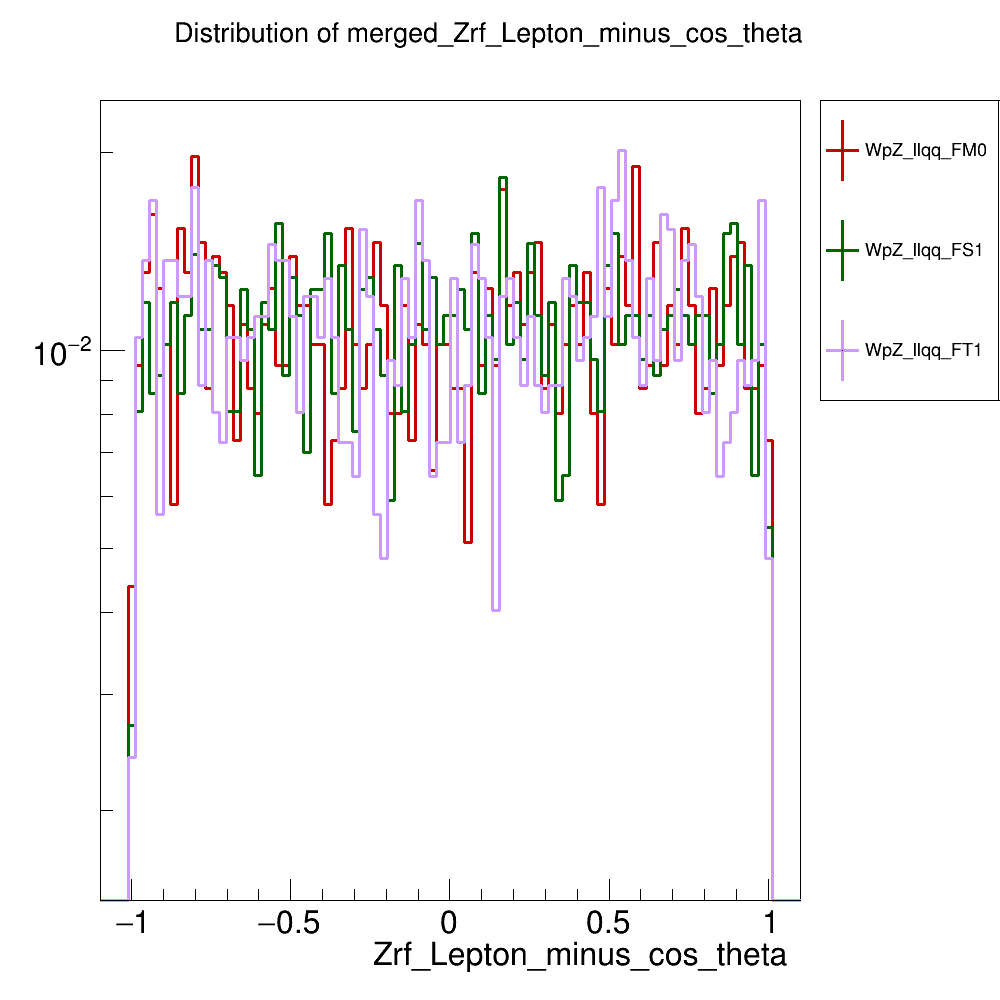 Distribution of merged_Zrf_Lepton_minus_cos_theta
WpZ_llqq_FM0
WpZ_llqq_FS1
WpZ_llqq_FT1
10⁻²
−1 −0.5 0 0.5 1
Zrf_Lepton_minus_cos_theta